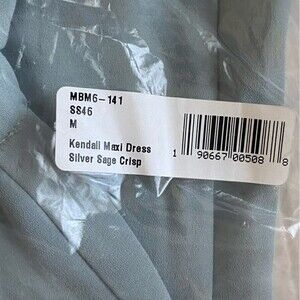 MBM6-141
SS46
M
Kendall Maxi Dress
Silver Sage Crisp
1 90667 00508 8